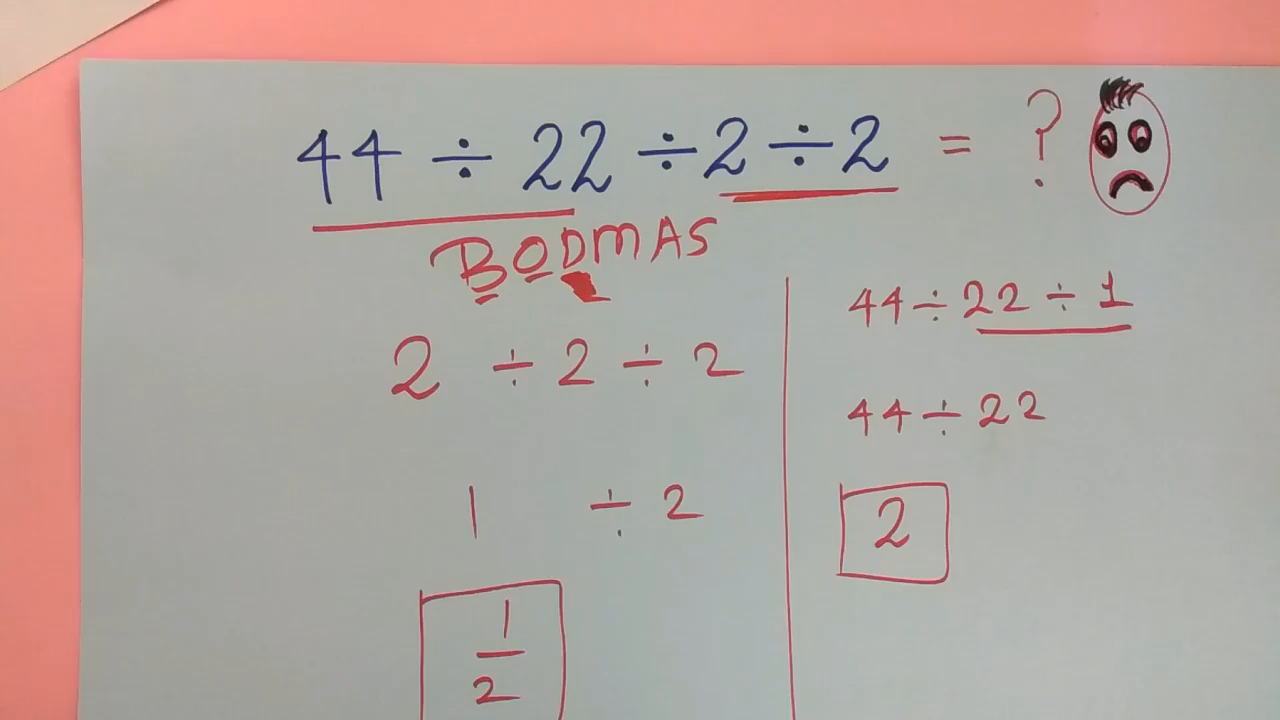 44 ÷ 22 ÷ 2 ÷ 2 = ?
BODMAS
2 ÷ 2 ÷ 2
1 ÷ 2
1
2
44 ÷ 22 ÷ 1
44 ÷ 22
2